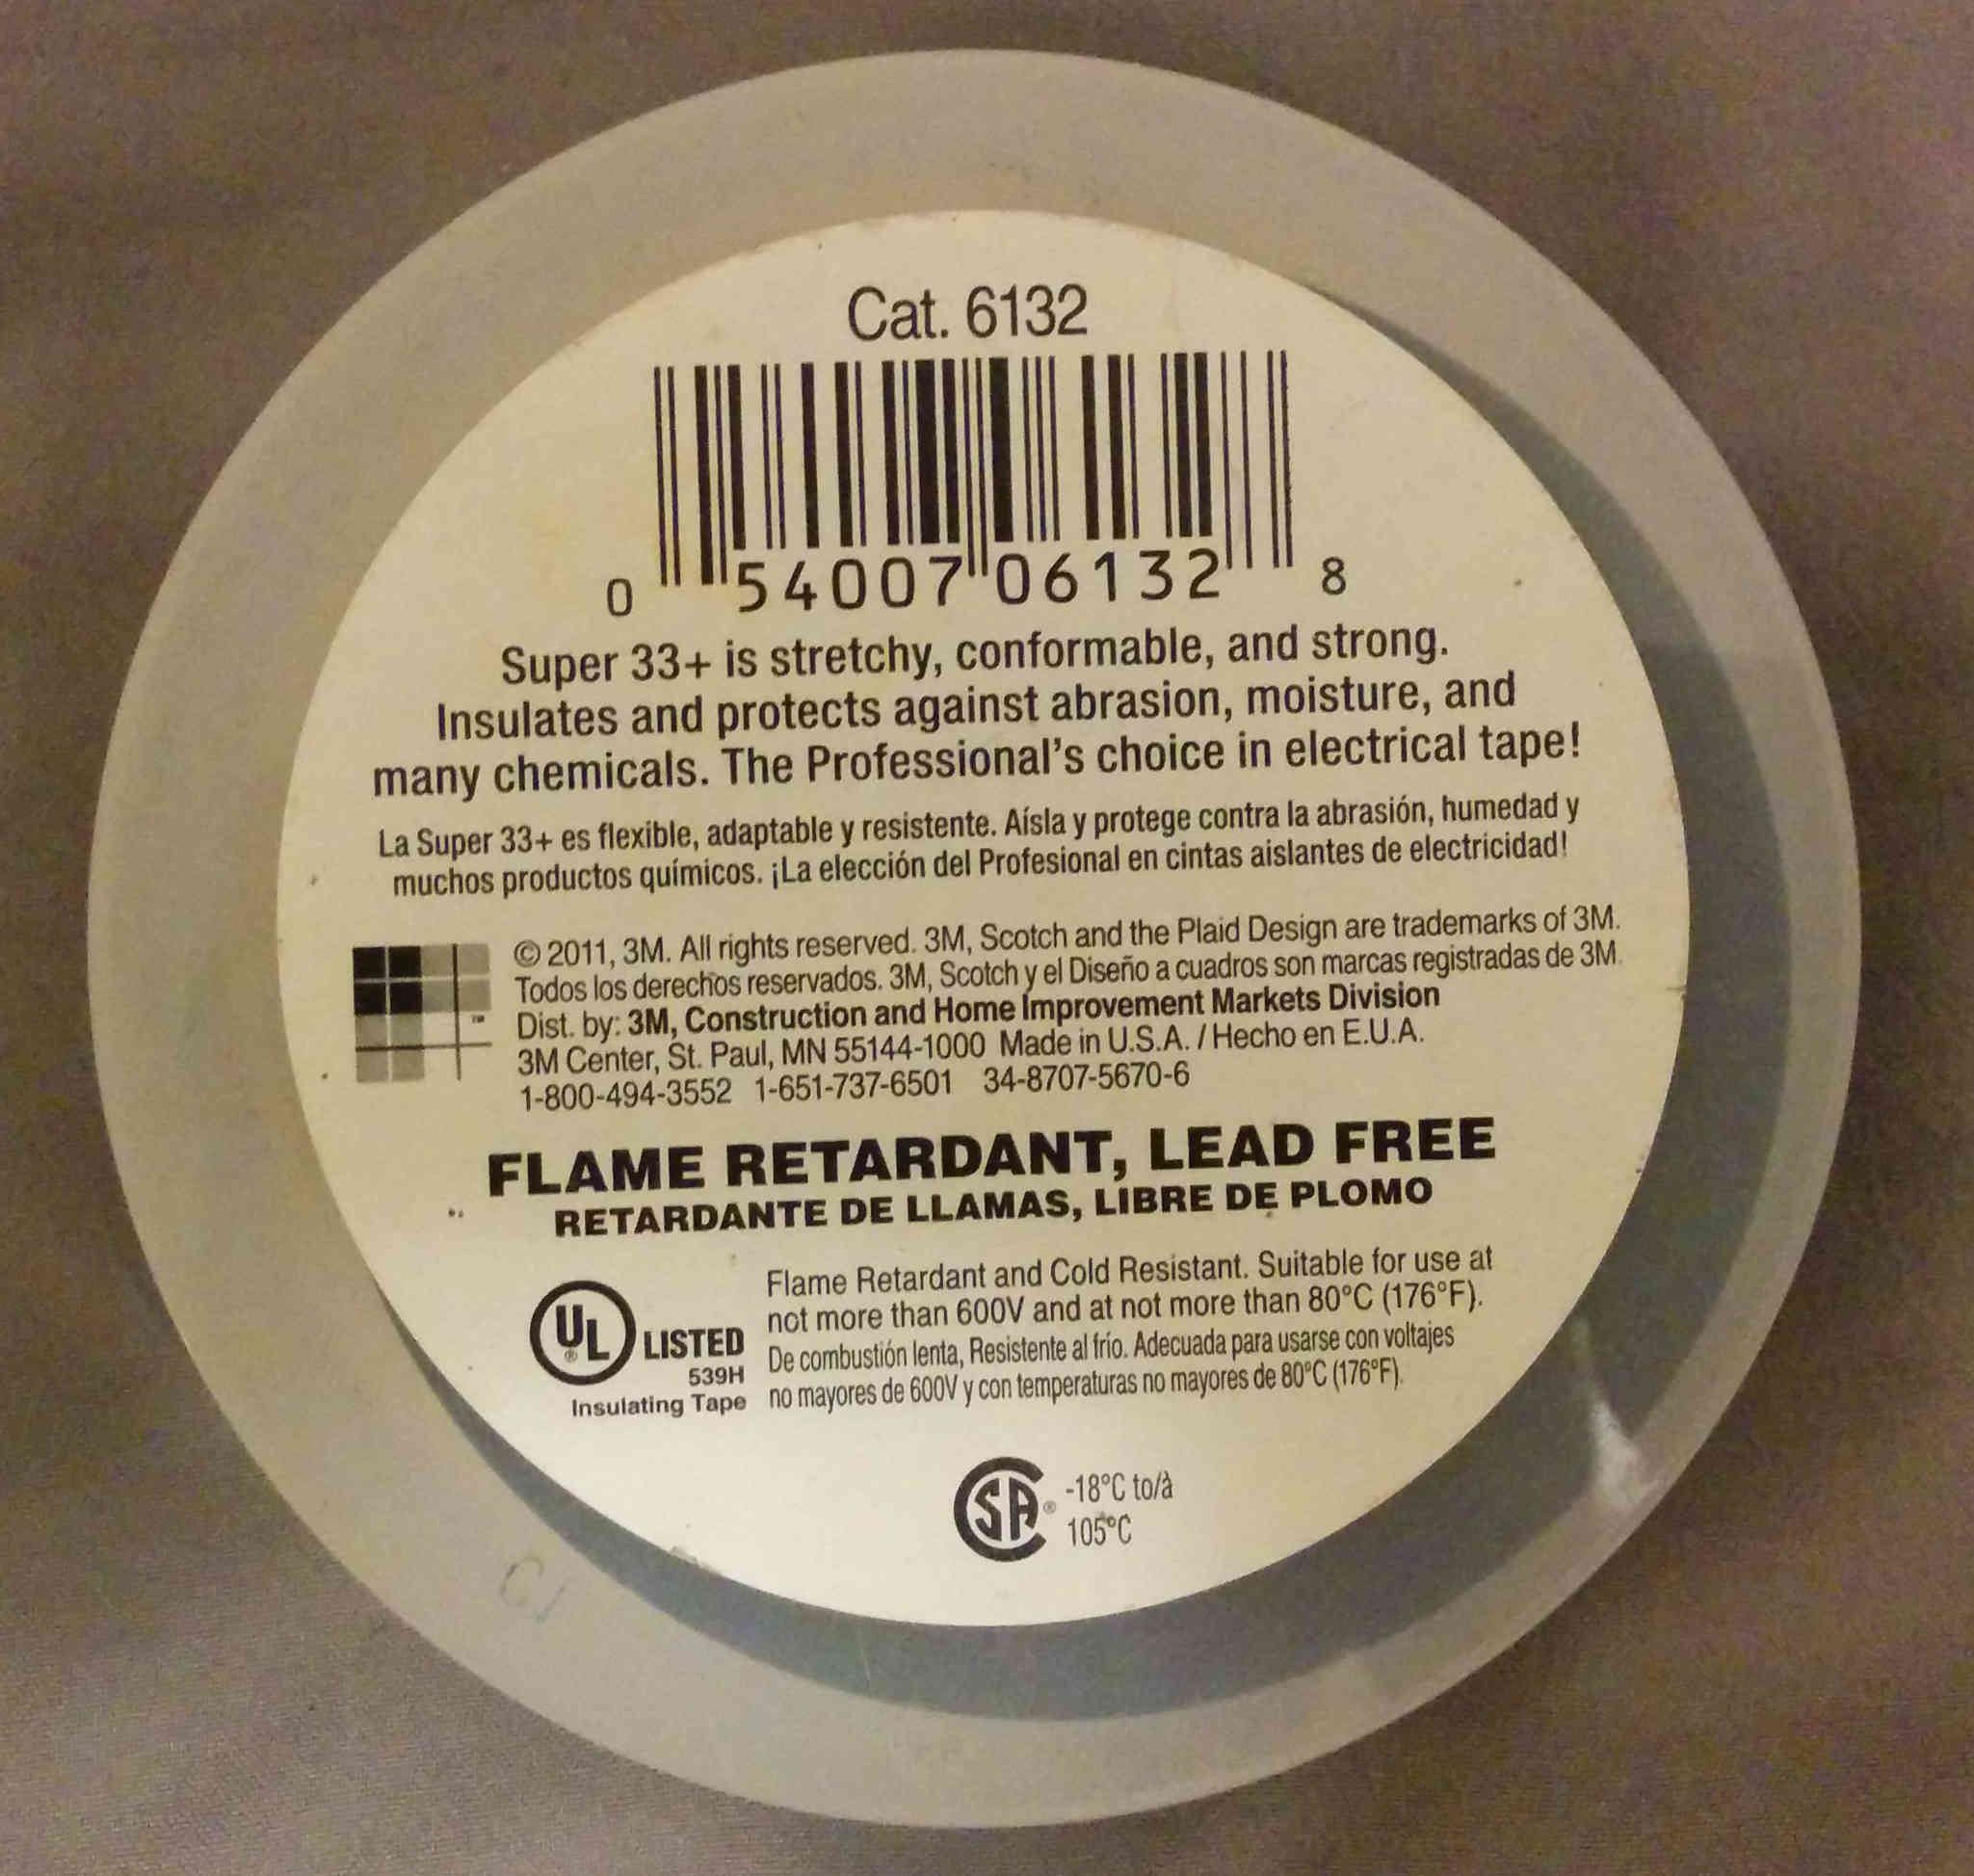 Cat. 6132
0 54007 06132 8
Super 33+ is stretchy, conformable, and strong.
Insulates and protects against abrasion, moisture, and
many chemicals. The Professional's choice in electrical tape!
La Super 33+ es flexible, adaptable y resistente. Aísla y protege contra la abrasión, humedad y
muchos productos químicos. ¡La elección del Profesional en cintas aislantes de electricidad!
© 2011, 3M. All rights reserved. 3M, Scotch and the Plaid Design are trademarks of 3M.
Todos los derechos reservados. 3M, Scotch y el Diseño a cuadros son marcas registradas de 3M.
Dist. by: 3M, Construction and Home Improvement Markets Division
3M Center, St. Paul, MN 55144-1000 Made in U.S.A. / Hecho en E.U.A.
1-800-494-3552 1-651-737-6501 34-8707-5670-6
™
FLAME RETARDANT, LEAD FREE
RETARDANTE DE LLAMAS, LIBRE DE PLOMO
Flame Retardant and Cold Resistant. Suitable for use at
not more than 600V and at not more than 80°C (176°F).
De combustión lenta, Resistente al frío. Adecuada para usarse con voltajes
no mayores de 600V y con temperaturas no mayores de 80°C (176°F).
UL® LISTED
539H
Insulating Tape
CSA® -18°C to/à
105°C